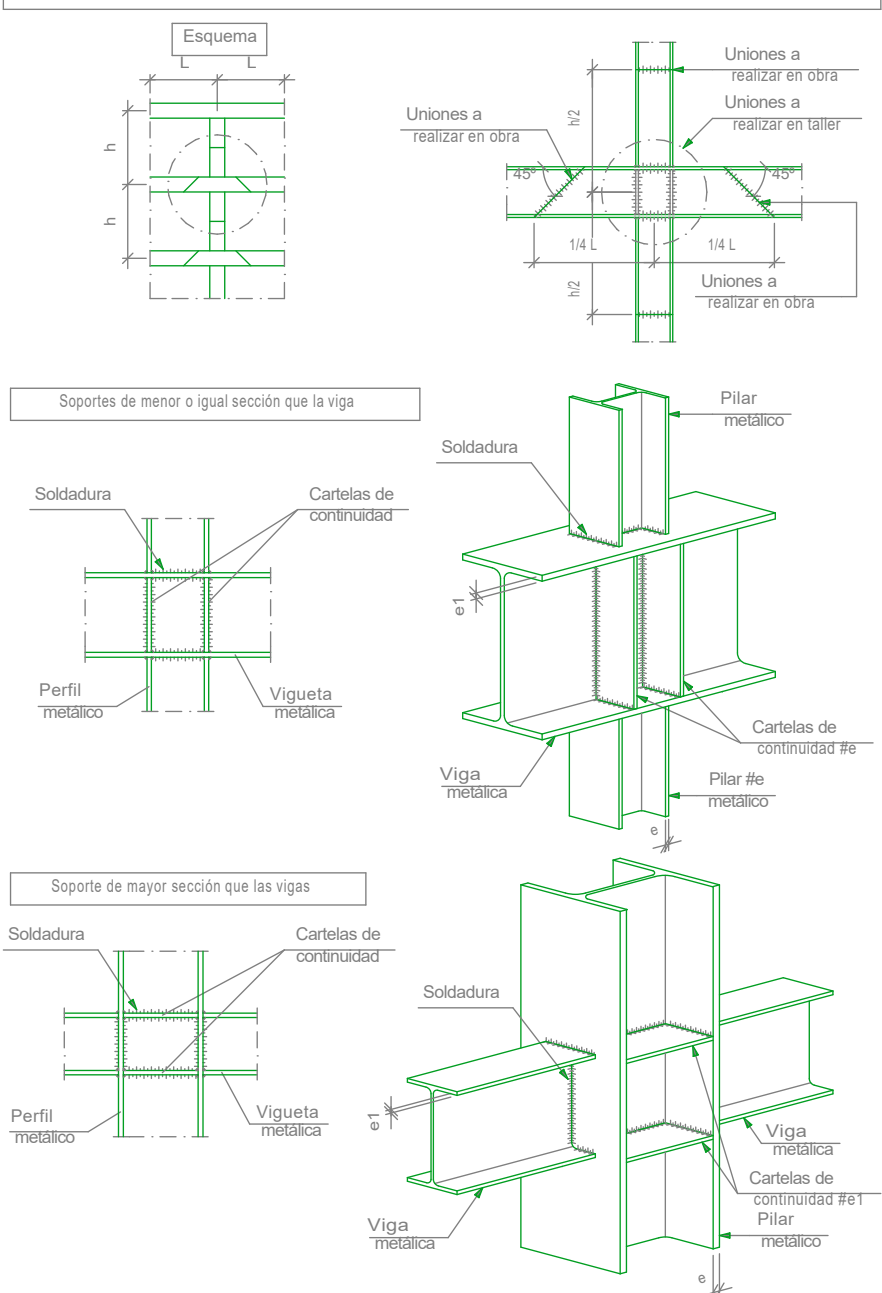 Esquema
L L
h
h
Uniones a
realizar en obra
Uniones a
realizar en obra
Uniones a
realizar en taller
h/2
45º
45º
1/4 L
1/4 L
h/2
Uniones a
realizar en obra
Soportes de menor o igual sección que la viga
Soldadura
Cartelas de
continuidad
Perfil
metálico
Vigueta
metálica
Pilar
metálico
Soldadura
e1
Cartelas de
continuidad #e
Viga
metálica
Pilar #e
metálico
e
Soporte de mayor sección que las vigas
Soldadura
Cartelas de
continuidad
Perfil
metálico
Vigueta
metálica
Soldadura
e1
Viga
metálica
Cartelas de
continuidad #e1
Viga
metálica
Pilar
metálico
e